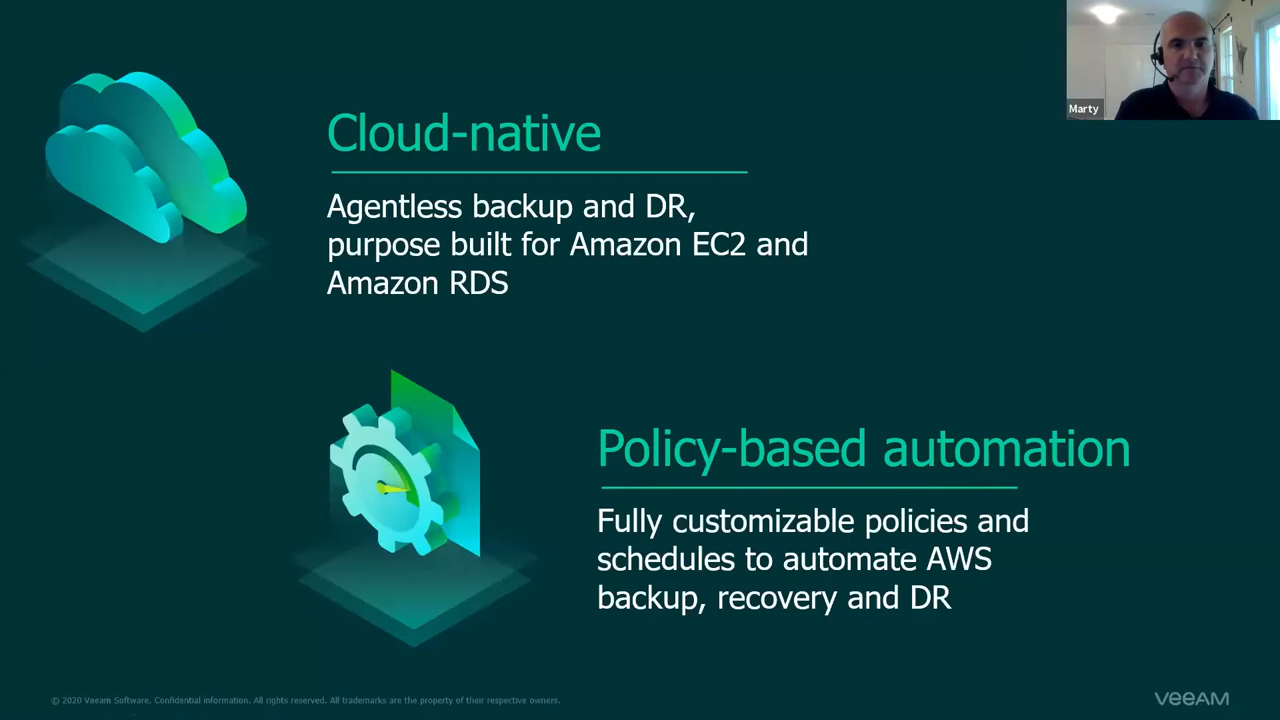 Marty
Cloud-native
Agentless backup and DR,
purpose built for Amazon EC2 and
Amazon RDS
Policy-based automation
Fully customizable policies and
schedules to automate AWS
backup, recovery and DR
© 2020 Veeam Software. Confidential information. All rights reserved. All trademarks are the property of their respective owners.
VEEAM